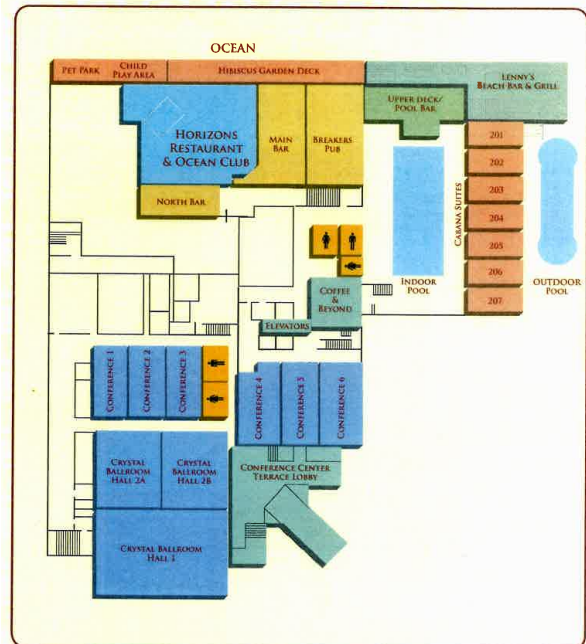 OCEAN
PET PARK
CHILD
PLAY AREA
HIBISCUS GARDEN DECK
LENNY'S
BEACH BAR & GRILL
UPPER DECK/
POOL BAR
HORIZONS
RESTAURANT
& OCEAN CLUB
MAIN
BAR
BREAKERS
PUB
NORTH BAR
201
202
203
204
205
206
207
CABANA SUITES
INDOOR
POOL
OUTDOOR
POOL
COFFEE
&
BEYOND
ELEVATORS
CONFERENCE 1
CONFERENCE 2
CONFERENCE 3
CONFERENCE 4
CONFERENCE 5
CONFERENCE 6
CRYSTAL
BALLROOM
HALL 2A
CRYSTAL
BALLROOM
HALL 2B
CONFERENCE CENTER
TERRACE LOBBY
CRYSTAL BALLROOM
HALL 1